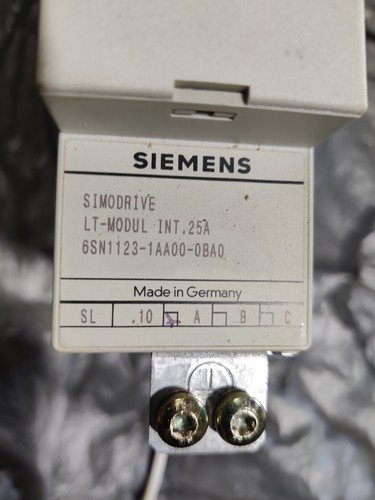 SIEMENS
SIMODRIVE
LT-MODUL INT.25A
6SN1123-1AA00-0BA0
Made in Germany
SL .10 A B C